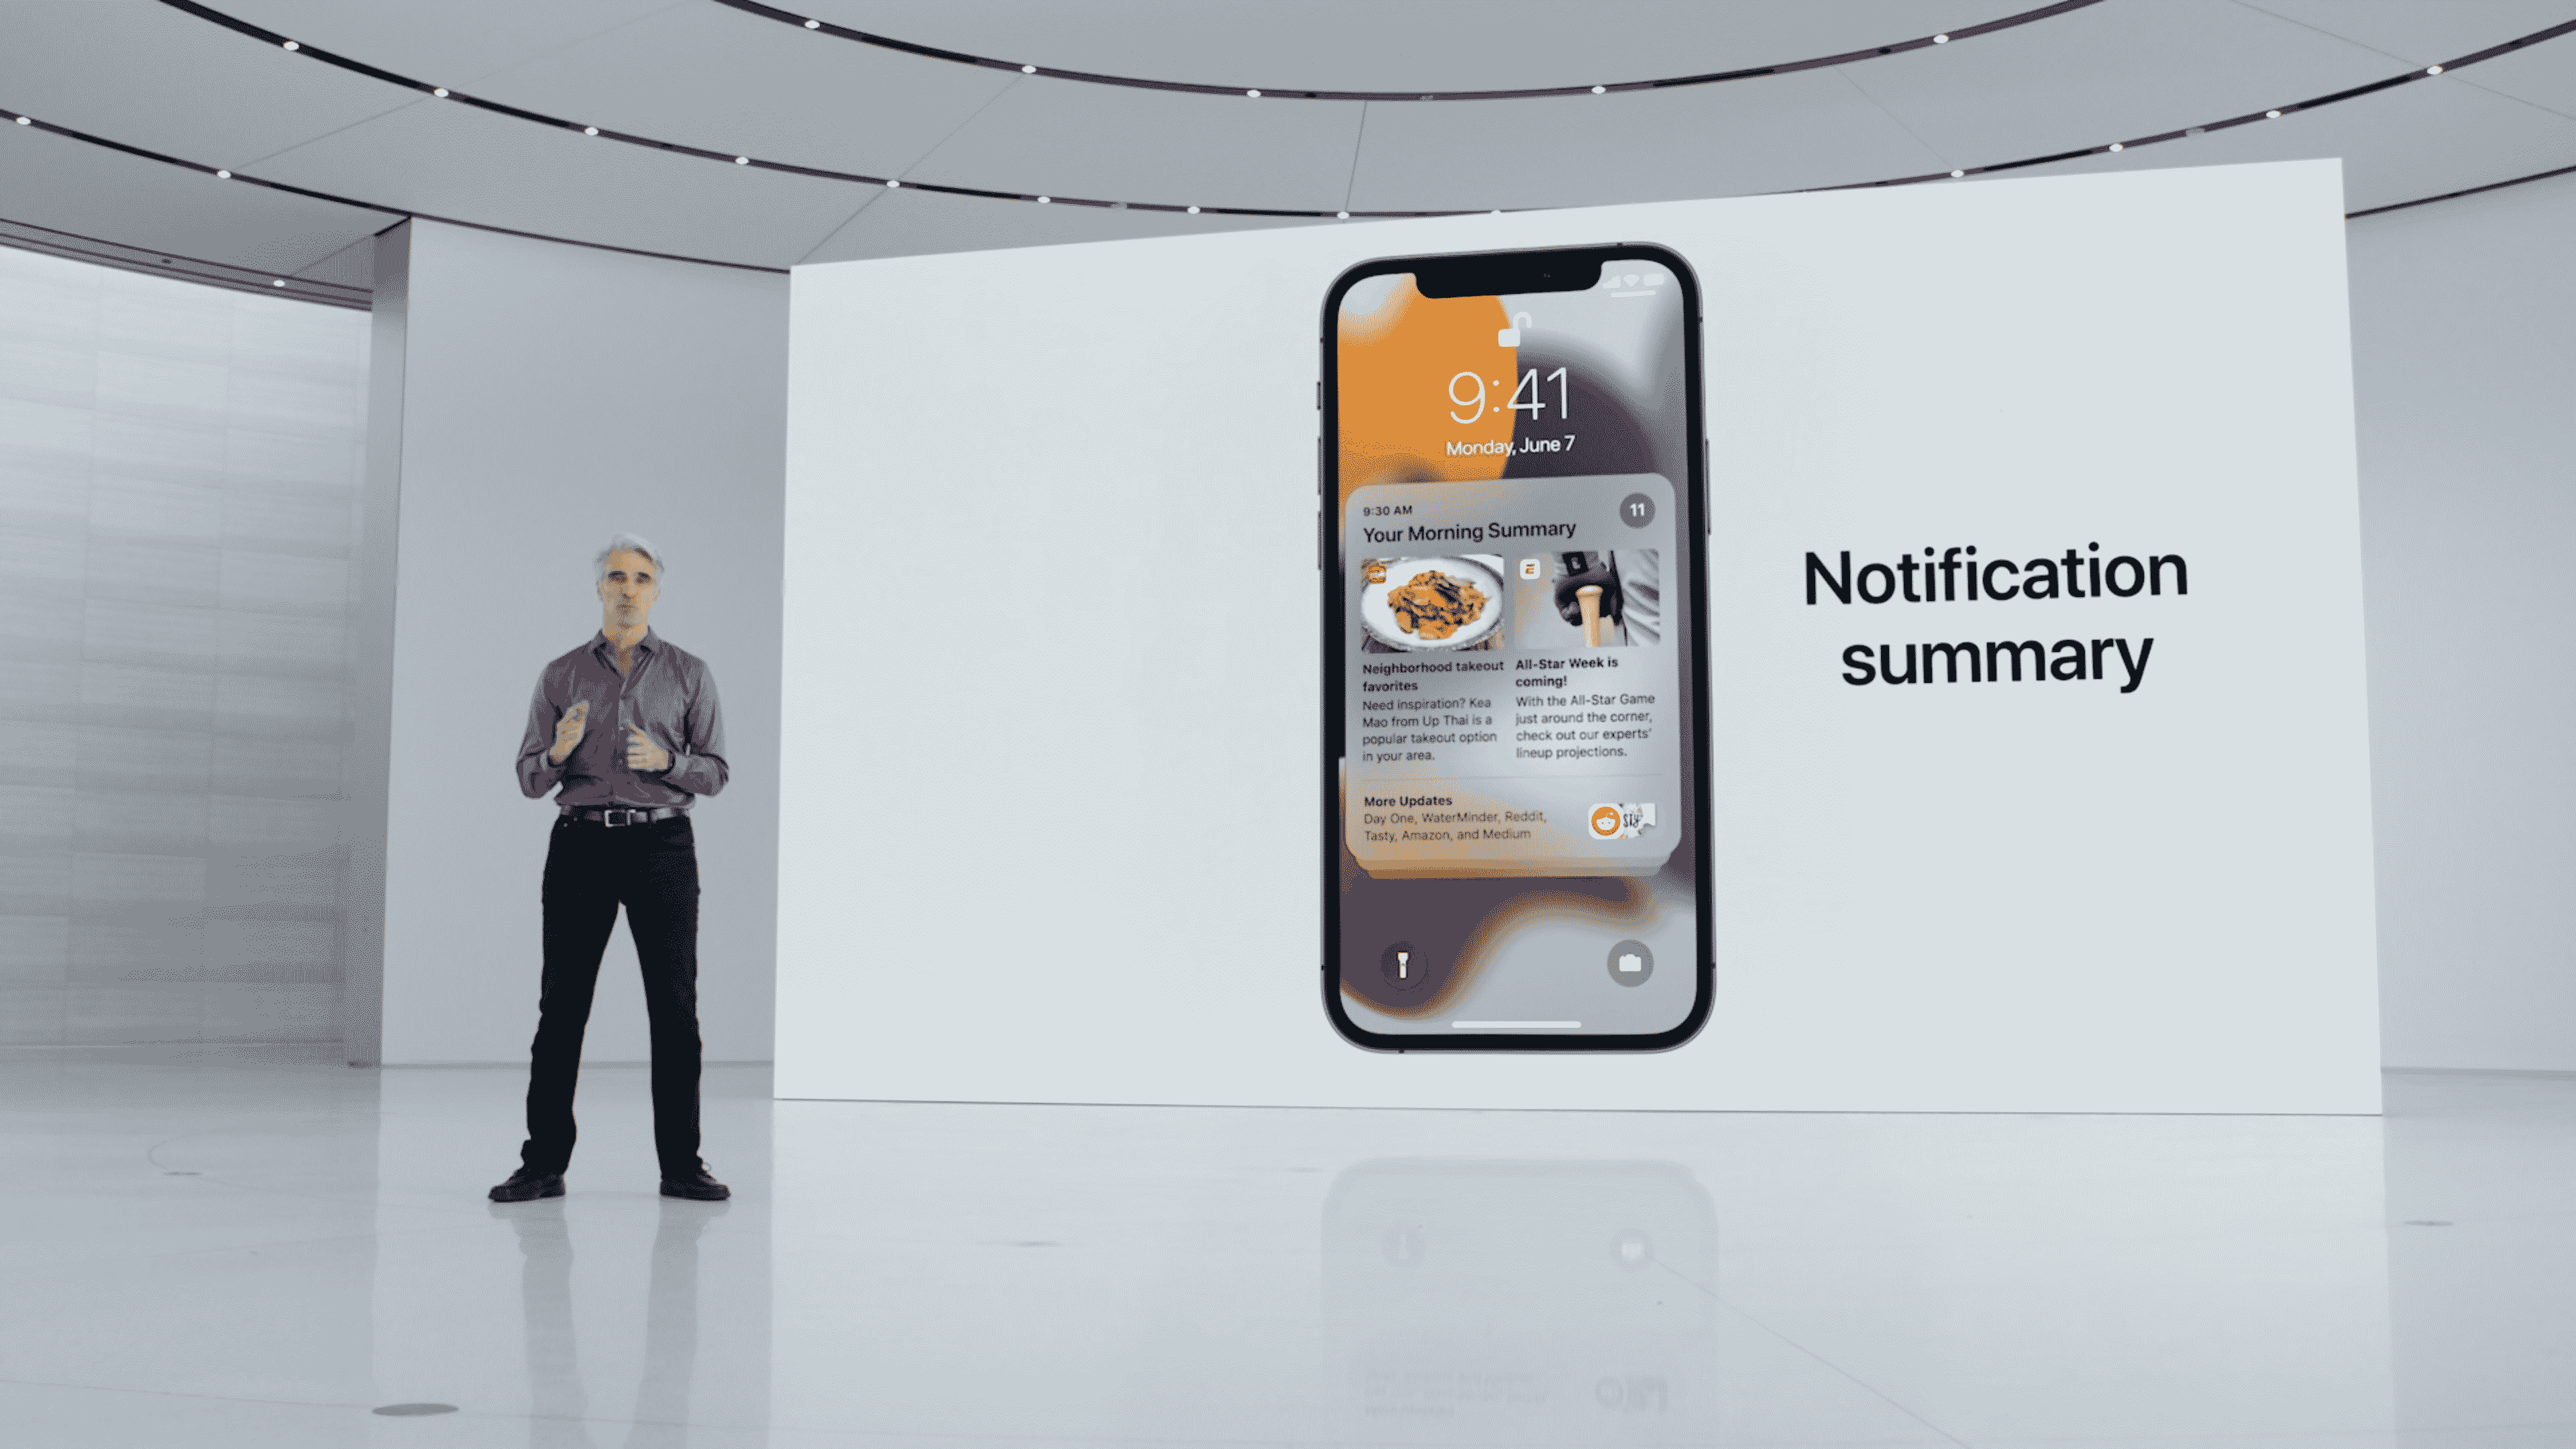 9:41
Monday, June 7
9:30 AM
Your Morning Summary
11
Neighborhood takeout
favorites
Need inspiration? Kea
Mao from Up Thai is a
popular takeout option
in your area.
All-Star Week is
coming!
With the All-Star Game
just around the corner,
check out our experts'
lineup projections.
More Updates
Day One, WaterMinder, Reddit,
Tasty, Amazon, and Medium
Notification
summary